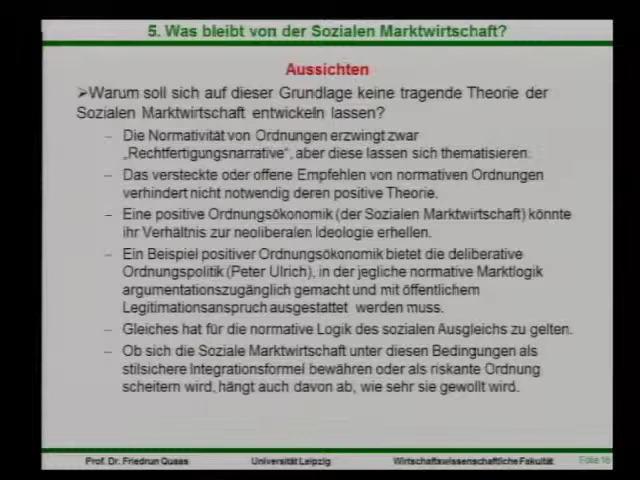 5. Was bleibt von der Sozialen Marktwirtschaft?
Aussichten
➢Warum soll sich auf dieser Grundlage keine tragende Theorie der
Sozialen Marktwirtschaft entwickeln lassen?
– Die Normativität von Ordnungen erzwingt zwar
„Rechtfertigungsnarrative“, aber diese lassen sich thematisieren.
– Das versteckte oder offene Empfehlen von normativen Ordnungen
verhindert nicht notwendig deren positive Theorie.
– Eine positive Ordnungsökonomik (der Sozialen Marktwirtschaft) könnte
ihr Verhältnis zur neoliberalen Ideologie erhellen.
– Ein Beispiel positiver Ordnungsökonomik bietet die deliberative
Ordnungspolitik (Peter Ulrich), in der jegliche normative Marktlogik
argumentationszugänglich gemacht und mit öffentlichem
Legitimationsanspruch ausgestattet werden muss.
– Gleiches hat für die normative Logik des sozialen Ausgleichs zu gelten.
– Ob sich die Soziale Marktwirtschaft unter diesen Bedingungen als
stilsichere Integrationsformel bewähren oder als riskante Ordnung
scheitern wird, hängt auch davon ab, wie sehr sie gewollt wird.
Prof. Dr. Friedrun Quaas Universität Leipzig Wirtschaftswissenschaftliche Fakultät Folie